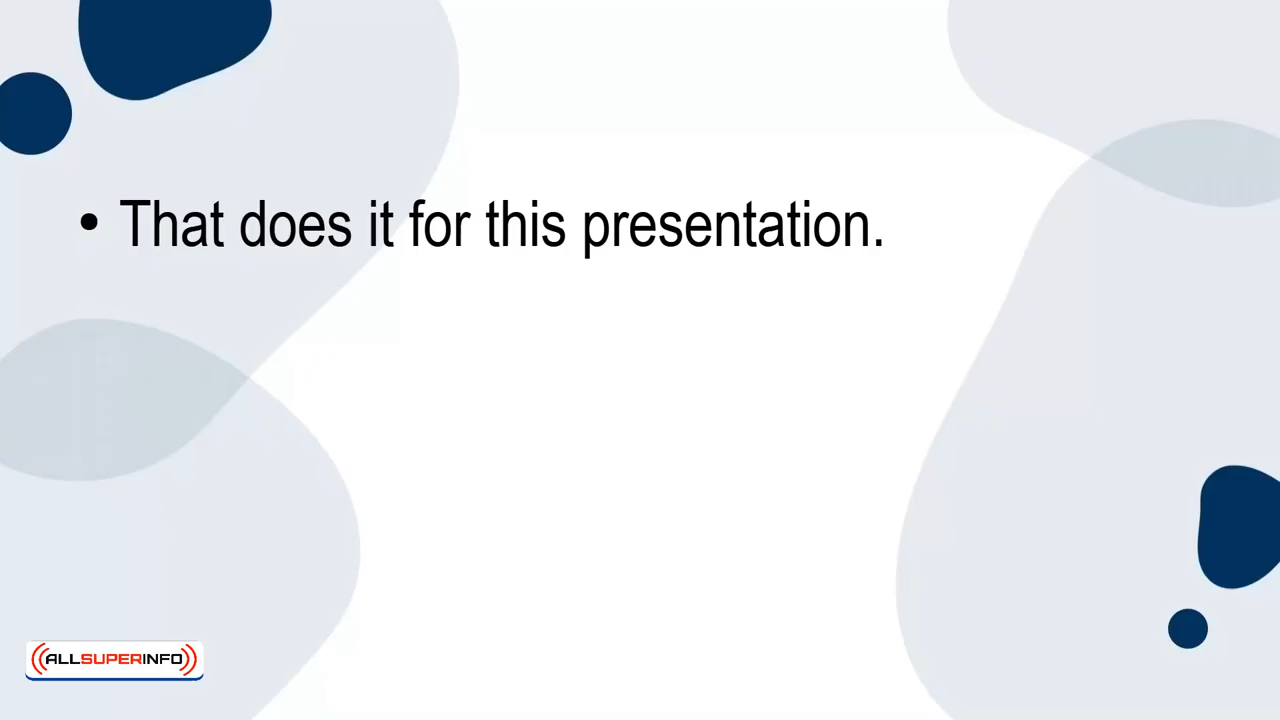 • That does it for this presentation.
ALLSUPERINFO